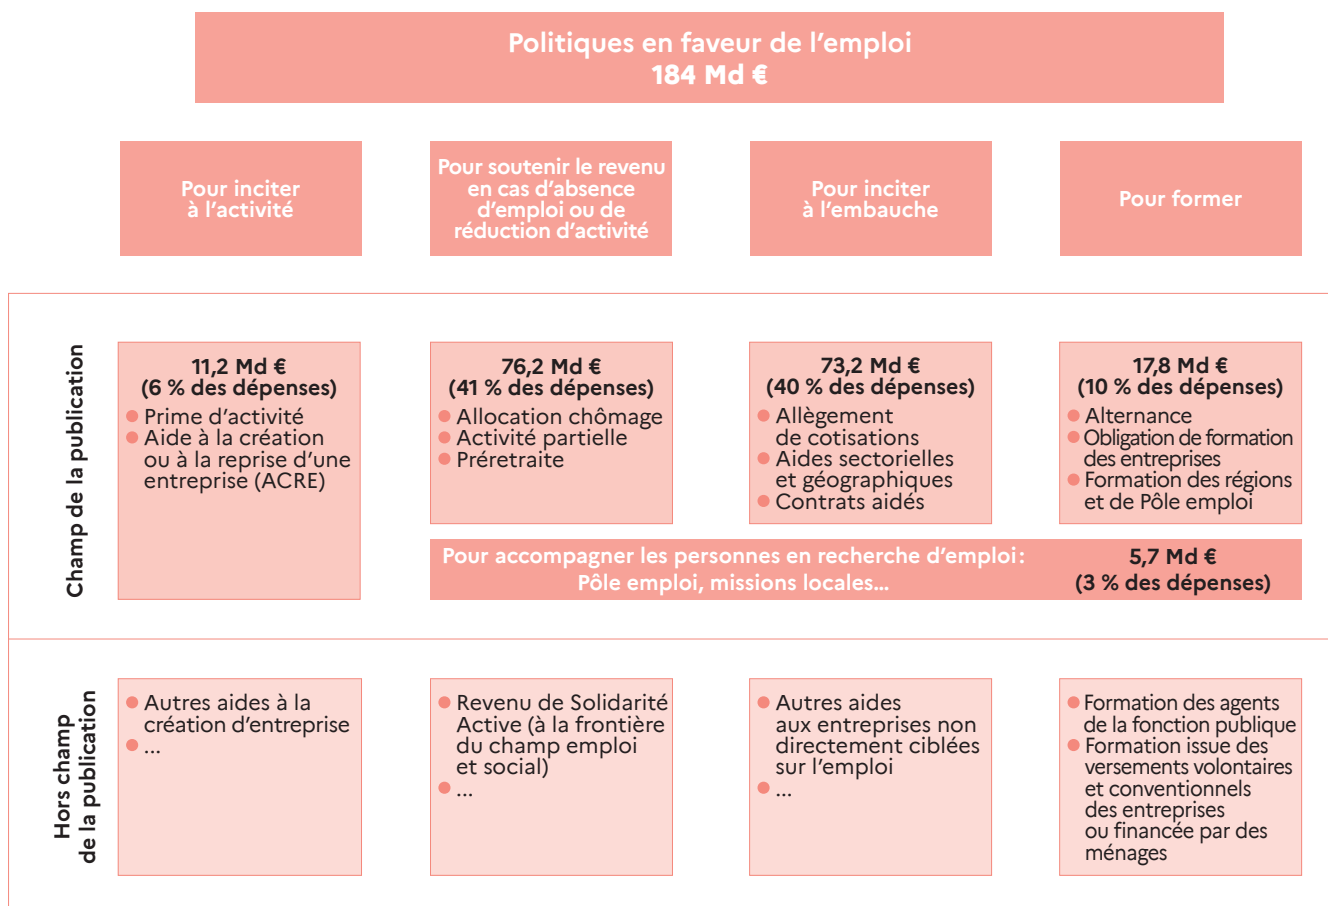 Politiques en faveur de l’emploi
184 Md €
Pour inciter
à l’activité
Pour soutenir le revenu
en cas d’absence
d’emploi ou de
réduction d’activité
Pour inciter
à l’embauche
Pour former
Champ de la publication
11,2 Md €
(6 % des dépenses)
● Prime d’activité
● Aide à la création
ou à la reprise d’une
entreprise (ACRE)
76,2 Md €
(41 % des dépenses)
● Allocation chômage
● Activité partielle
● Préretraite
73,2 Md €
(40 % des dépenses)
● Allègement
de cotisations
● Aides sectorielles
et géographiques
● Contrats aidés
17,8 Md €
(10 % des dépenses)
● Alternance
● Obligation de formation
des entreprises
● Formation des régions
et de Pôle emploi
Pour accompagner les personnes en recherche d’emploi :
Pôle emploi, missions locales...
5,7 Md €
(3 % des dépenses)
Hors champ
de la publication
● Autres aides à la
création d’entreprise
● ...
● Revenu de Solidarité
Active (à la frontière
du champ emploi
et social)
● ...
● Autres aides
aux entreprises non
directement ciblées
sur l’emploi
● ...
● Formation des agents
de la fonction publique
● Formation issue des
versements volontaires
et conventionnels
des entreprises
ou financée par des
ménages